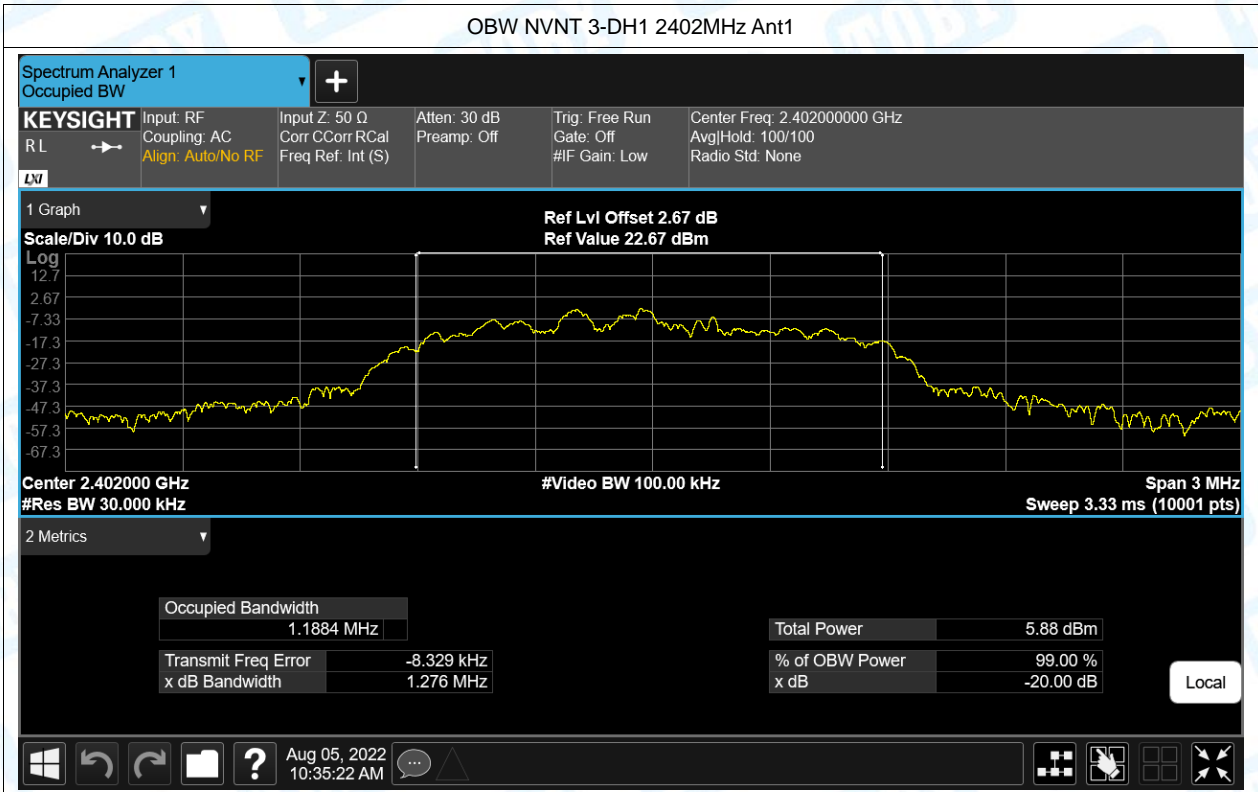 OBW NVNT 3-DH1 2402MHz Ant1
Spectrum Analyzer 1
Occupied BW
KEYSIGHT
R L
LXI
Input: RF
Coupling: AC
Align: Auto/No RF
Input Z: 50 Ω
Corr CCorr RCal
Freq Ref: Int (S)
Atten: 30 dB
Preamp: Off
Trig: Free Run
Gate: Off
#IF Gain: Low
Center Freq: 2.402000000 GHz
Avg|Hold: 100/100
Radio Std: None
1 Graph
Scale/Div 10.0 dB
Ref Lvl Offset 2.67 dB
Ref Value 22.67 dBm
Log
12.7
2.67
-7.33
-17.3
-27.3
-37.3
-47.3
-57.3
-67.3
Center 2.402000 GHz
#Res BW 30.000 kHz
#Video BW 100.00 kHz
Span 3 MHz
Sweep 3.33 ms (10001 pts)
2 Metrics
Occupied Bandwidth
1.1884 MHz
Transmit Freq Error -8.329 kHz
x dB Bandwidth 1.276 MHz
Total Power 5.88 dBm
% of OBW Power 99.00 %
x dB -20.00 dB
Local
Aug 05, 2022
10:35:22 AM